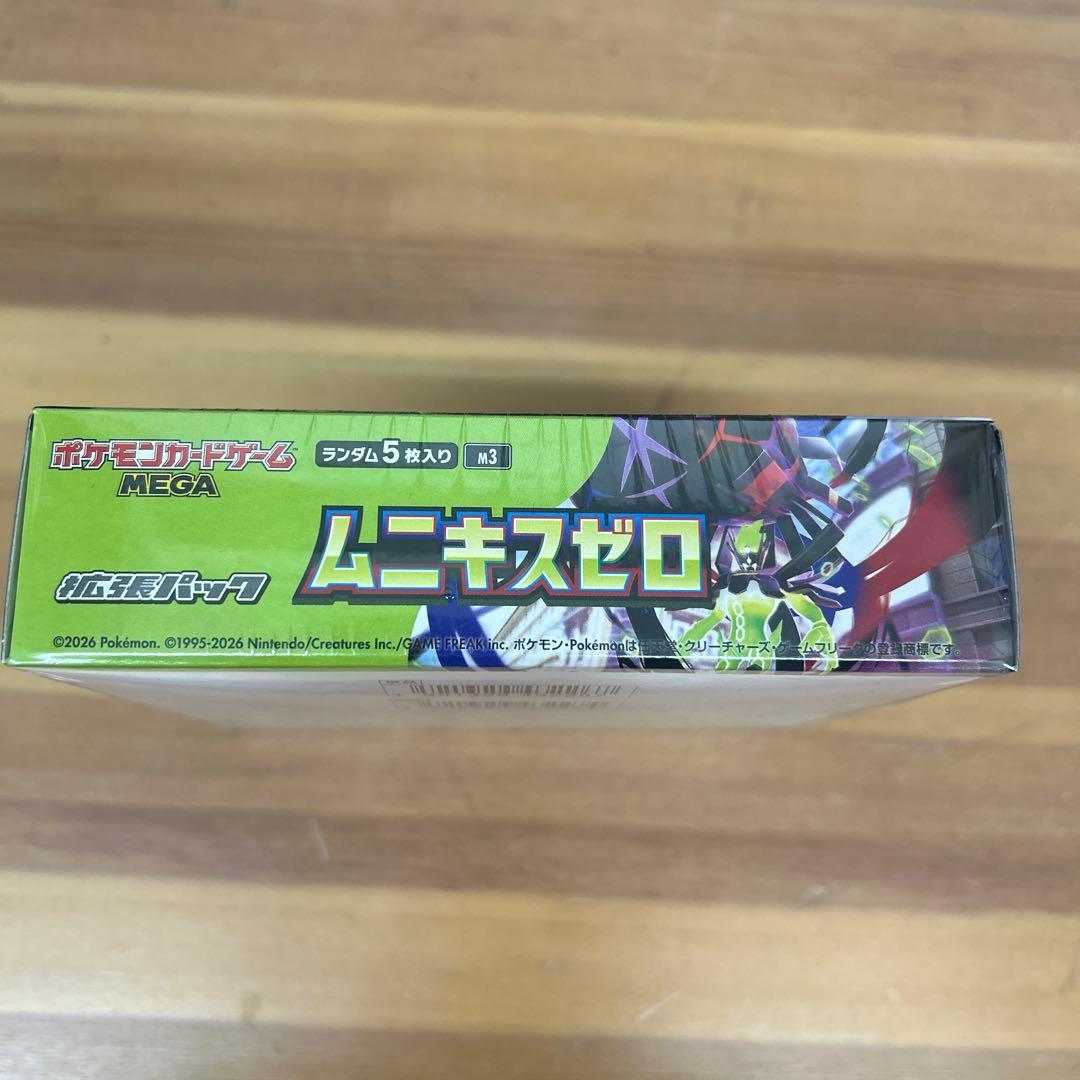 ポケモンカードゲーム
MEGA
ランダム5枚入り M3
拡張パック
ムニキスゼロ
©2026 Pokémon. ©1995-2026 Nintendo/Creatures Inc./GAME FREAK inc. ポケモン・Pokémonは任天堂・クリーチャーズ・ゲームフリークの登録商標です。